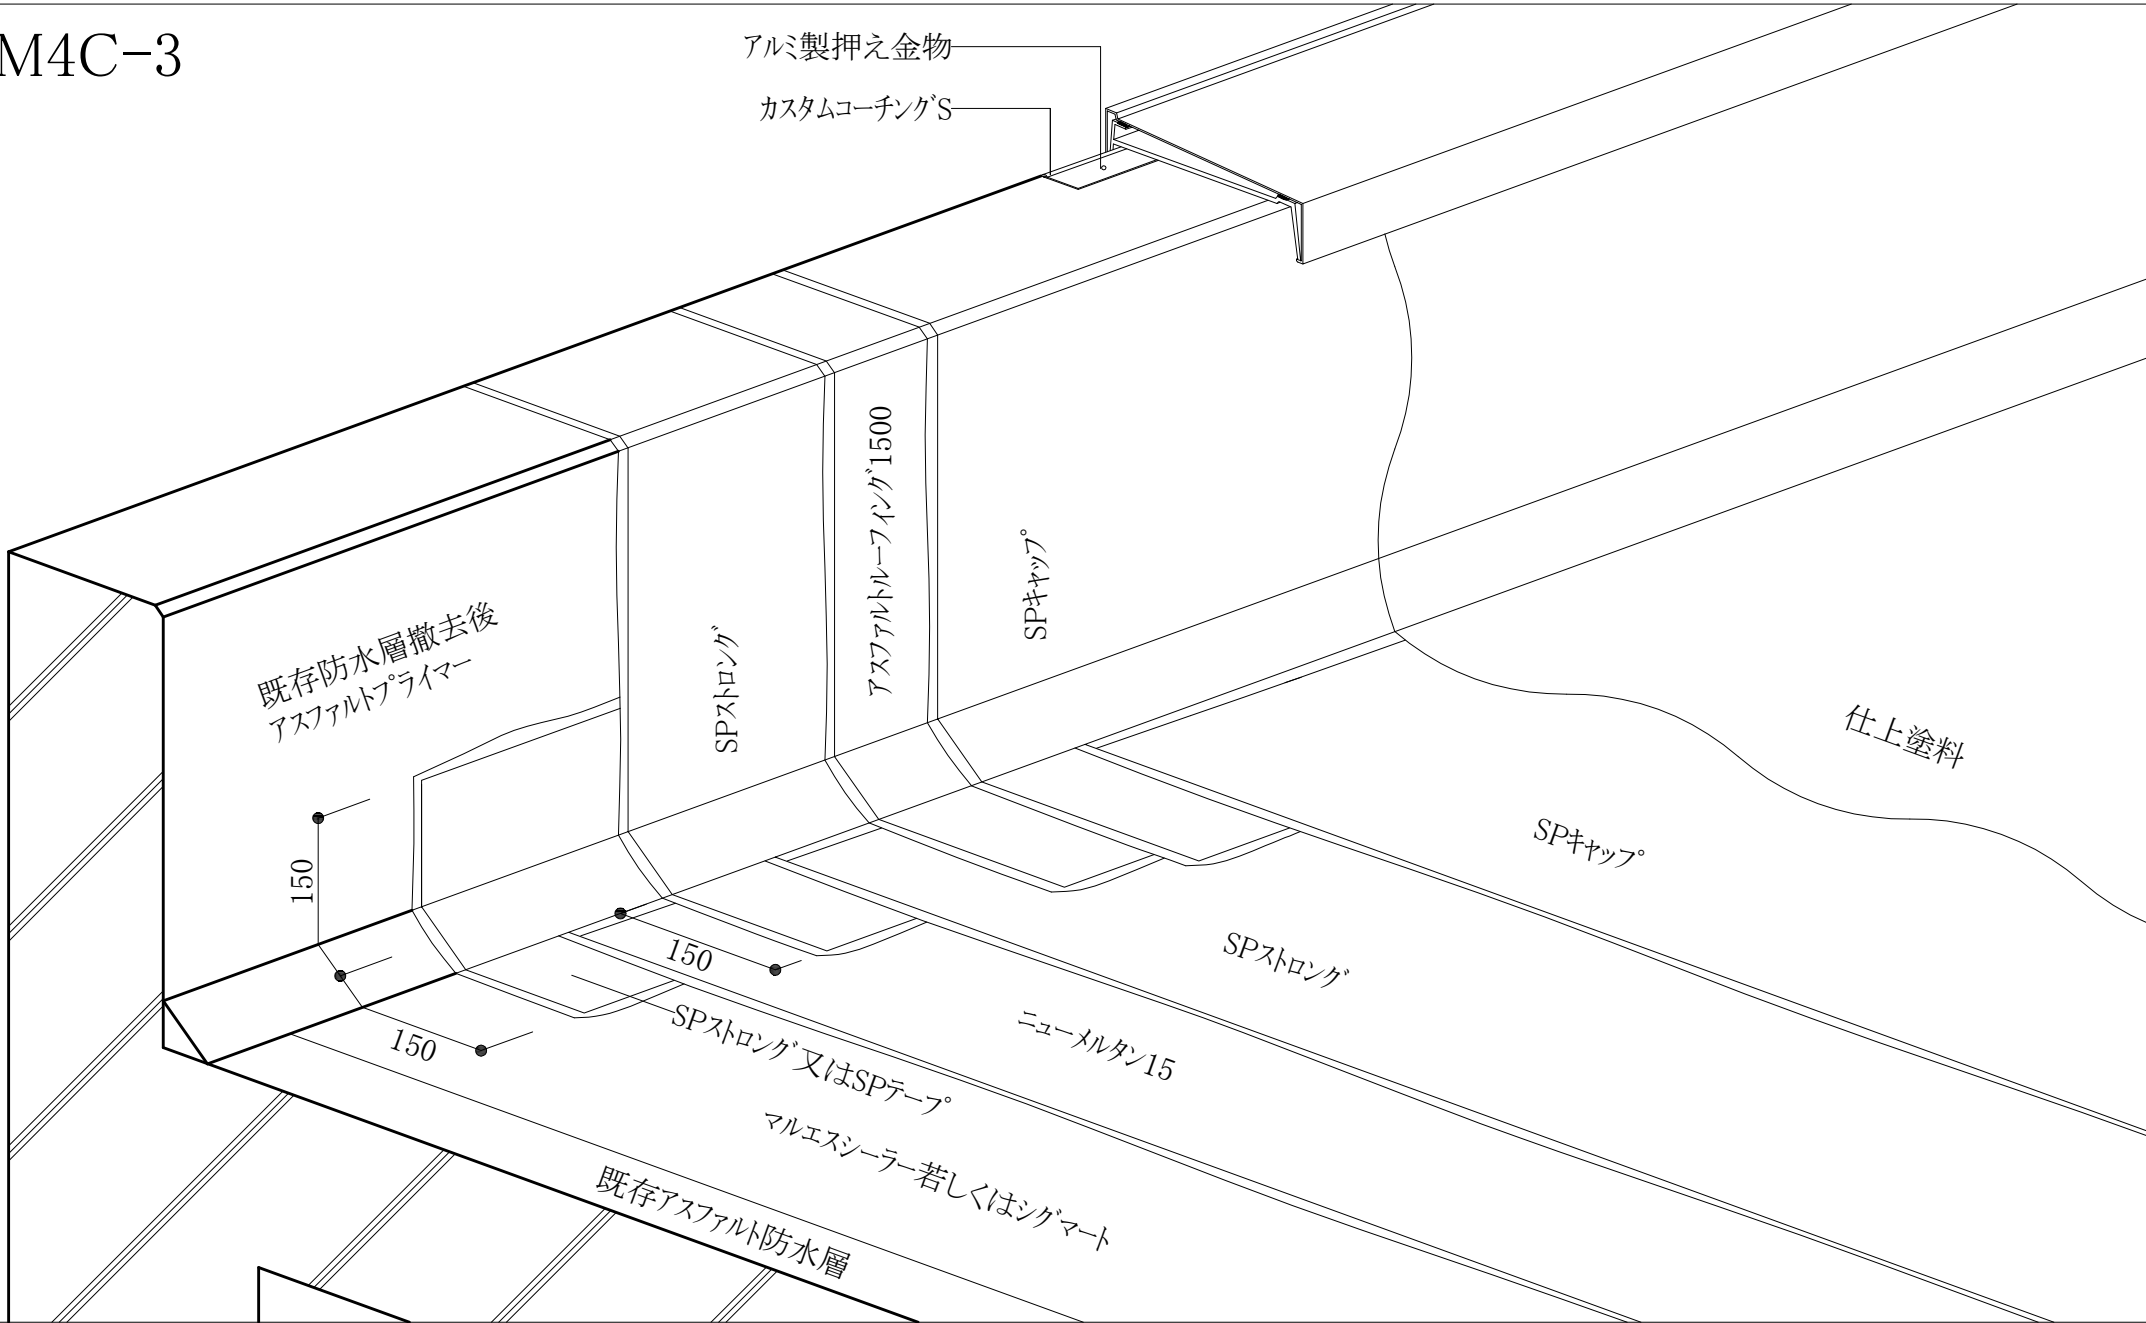 M4C-3
アルミ製押え金物
カスタムコーチングS
既存防水層撤去後
アスファルトプライマー
SPストロング
アスファルトルーフィング1500
SPキャップ
仕上塗料
SPキャップ
SPストロング
ニューメルタン15
150
150
150
SPストロング又はSPテープ
マルエスシーラー若しくはシグマート
既存アスファルト防水層